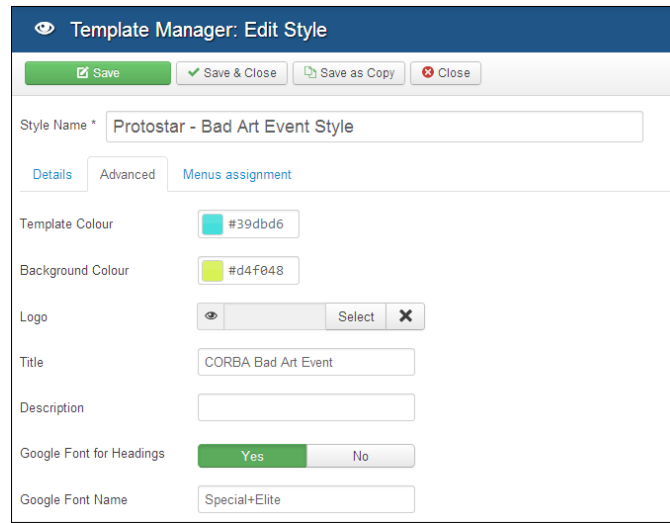 Template Manager: Edit Style
Save Save & Close Save as Copy Close
Style Name * Protostar - Bad Art Event Style
Details Advanced Menus assignment
Template Colour #39dbd6
Background Colour #d4f048
Logo Select
Title CORBA Bad Art Event
Description
Google Font for Headings Yes No
Google Font Name Special+Elite